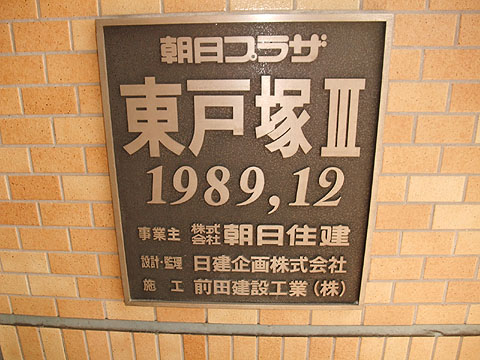 朝日プラザ
東戸塚Ⅲ
1989,12
事業主 株式会社 朝日住建
設計・監理 日建企画株式会社
施工 前田建設工業(株)